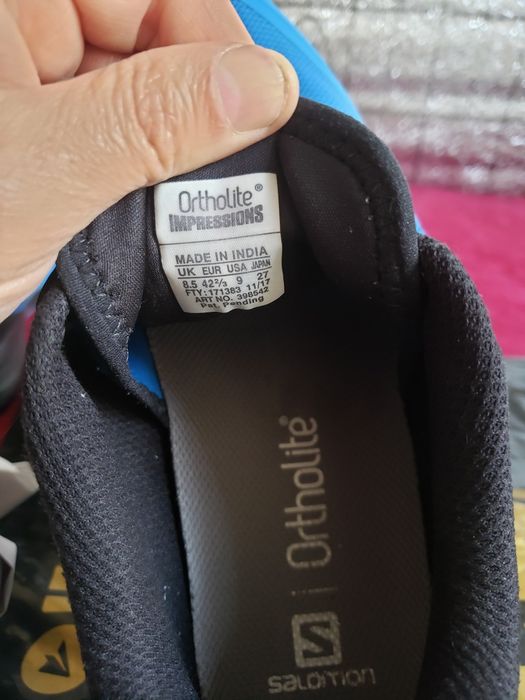 Ortholite®
IMPRESSIONS
MADE IN INDIA
UK EUR USA JAPAN
8.5 42²/₃ 9 27
FTY: 171383 11/17
ART NO. 398542
Pat. Pending
Ortholite®
S
salomon